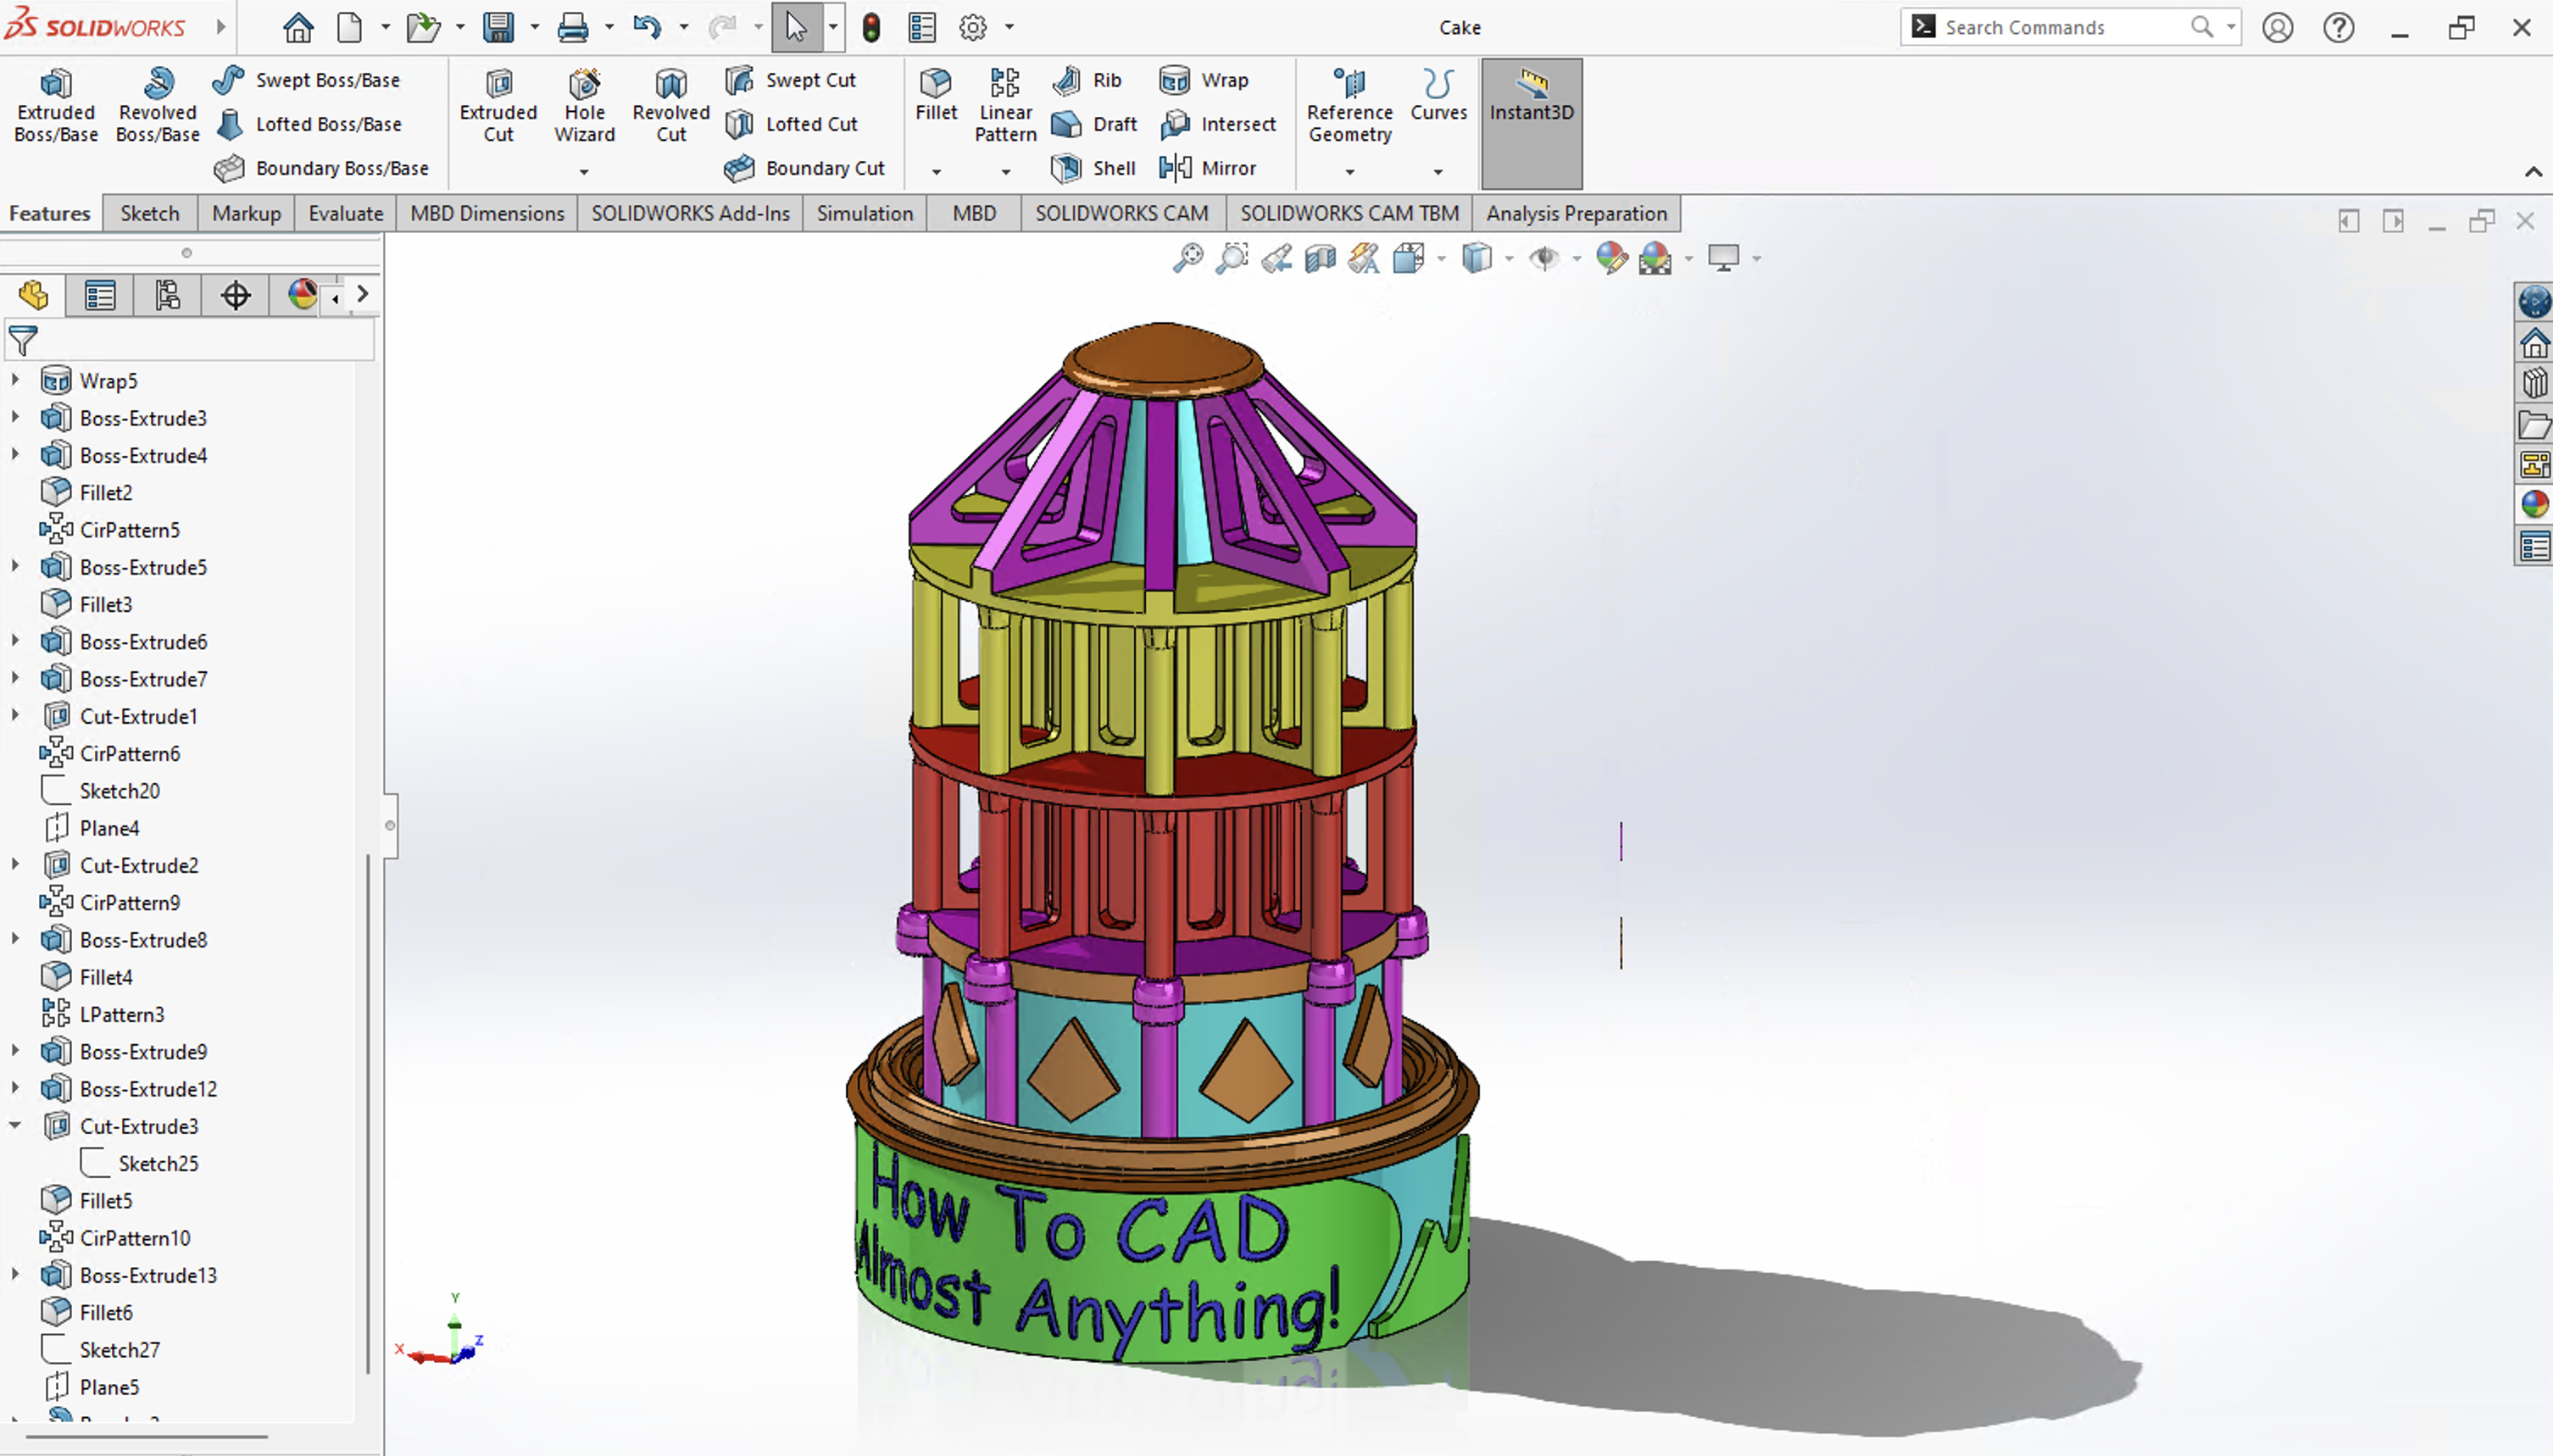 SOLIDWORKS
Cake
Search Commands
Extruded Boss/Base
Revolved Boss/Base
Swept Boss/Base
Lofted Boss/Base
Boundary Boss/Base
Extruded Cut
Hole Wizard
Revolved Cut
Swept Cut
Lofted Cut
Boundary Cut
Fillet
Linear Pattern
Rib
Draft
Shell
Wrap
Intersect
Mirror
Reference Geometry
Curves
Instant3D
Features
Sketch
Markup
Evaluate
MBD Dimensions
SOLIDWORKS Add-Ins
Simulation
MBD
SOLIDWORKS CAM
SOLIDWORKS CAM TBM
Analysis Preparation
Wrap5
Boss-Extrude3
Boss-Extrude4
Fillet2
CirPattern5
Boss-Extrude5
Fillet3
Boss-Extrude6
Boss-Extrude7
Cut-Extrude1
CirPattern6
Sketch20
Plane4
Cut-Extrude2
CirPattern9
Boss-Extrude8
Fillet4
LPattern3
Boss-Extrude9
Boss-Extrude12
Cut-Extrude3
Sketch25
Fillet5
CirPattern10
Boss-Extrude13
Fillet6
Sketch27
Plane5
How To CAD
Almost Anything!
Y
X
Z